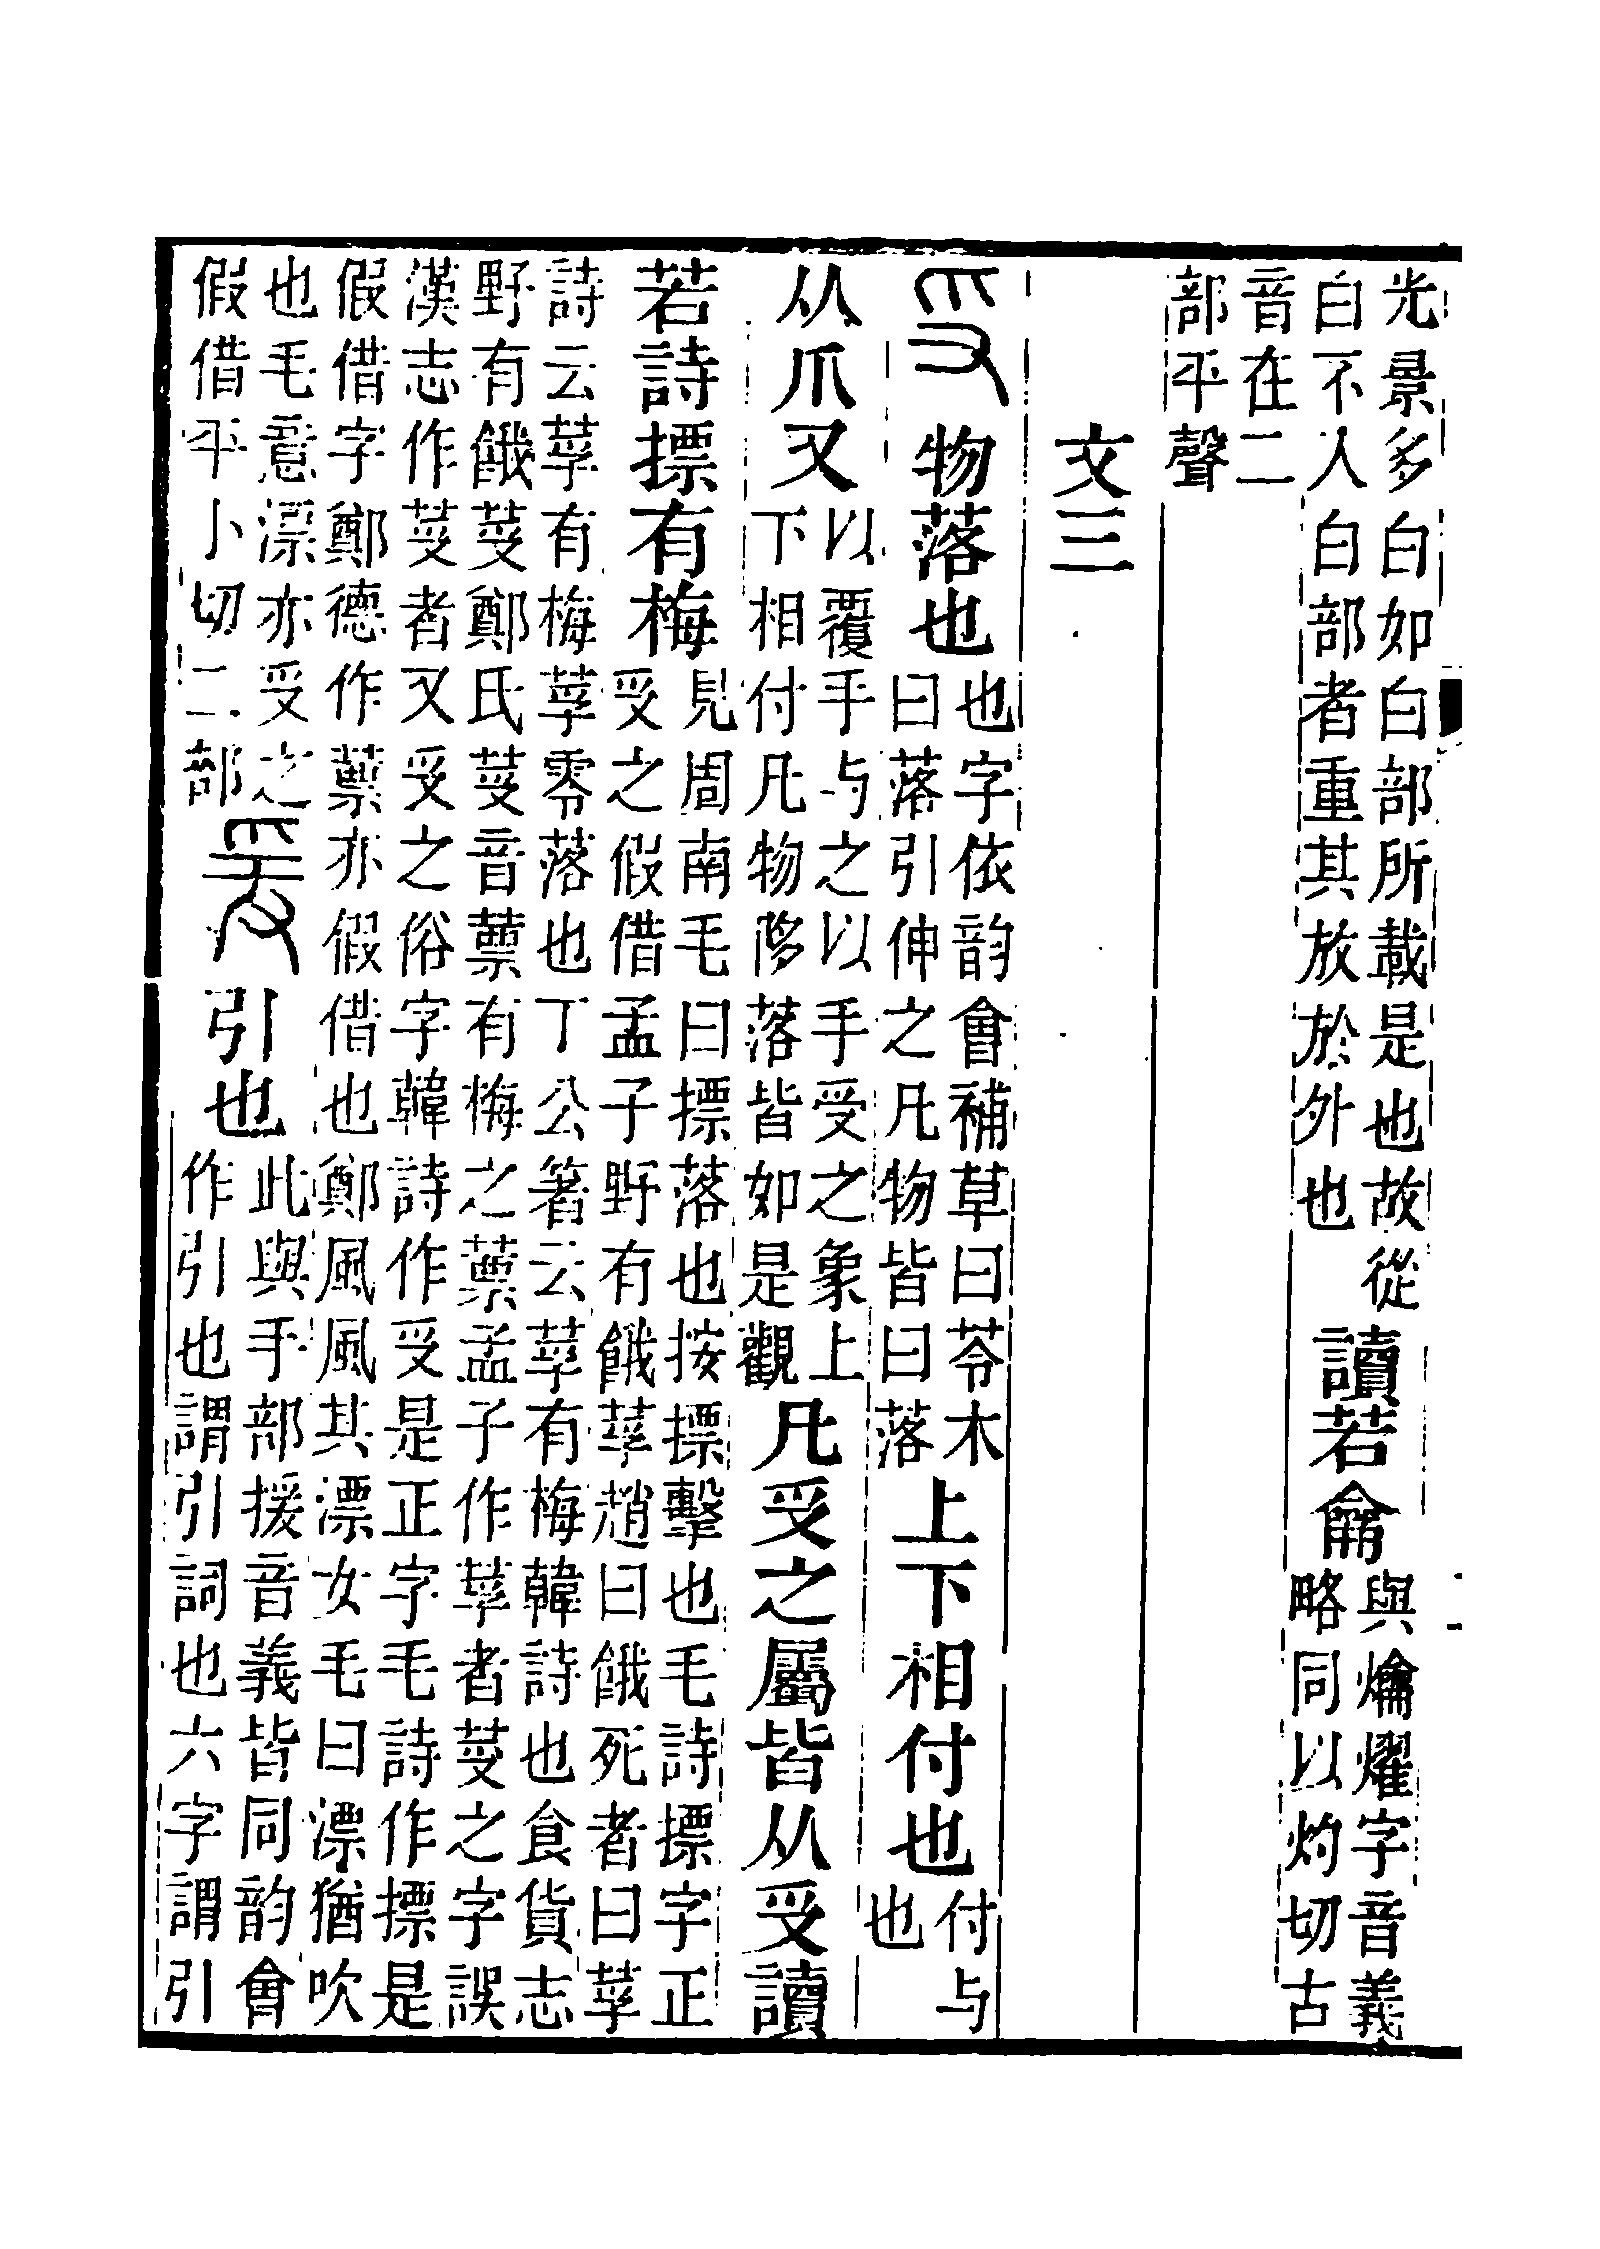 光景多白如白部所載是也故從
白不人白部者重其放於外也
讀若龠
與爚燿字音義
略同以灼切古
音在二
部平聲
文三
𠬪物落也
也字依韵會補草曰苓木
曰落引伸之凡物皆曰落
上下相付也
付与
也
从爪又
以覆手与之以手受之象上
下相付凡物陊落皆如是觀
凡𠬪之屬皆从𠬪讀
若詩摽有梅
見周南毛曰摽落也按摽擊也毛詩摽字正
𠬪之假借孟子野有餓莩趙曰餓死者曰莩
詩云莩有梅莩零落也丁公箸云莩有梅韓詩也食貨志
野有餓𦭼鄭氏𦭼音蔈有梅之蔈孟子作莩者𦭼之字誤
漢志作𦭼者又𠬪之俗字韓詩作𠬪是正字毛詩作摽是
假借字鄭德作蔈亦假借也鄭風風其漂女毛曰漂猶吹
也毛意漂亦𠬪之
假借平小切二部
爰引也
此與手部援音義皆同韵會
作引也謂引詞也六字謂引